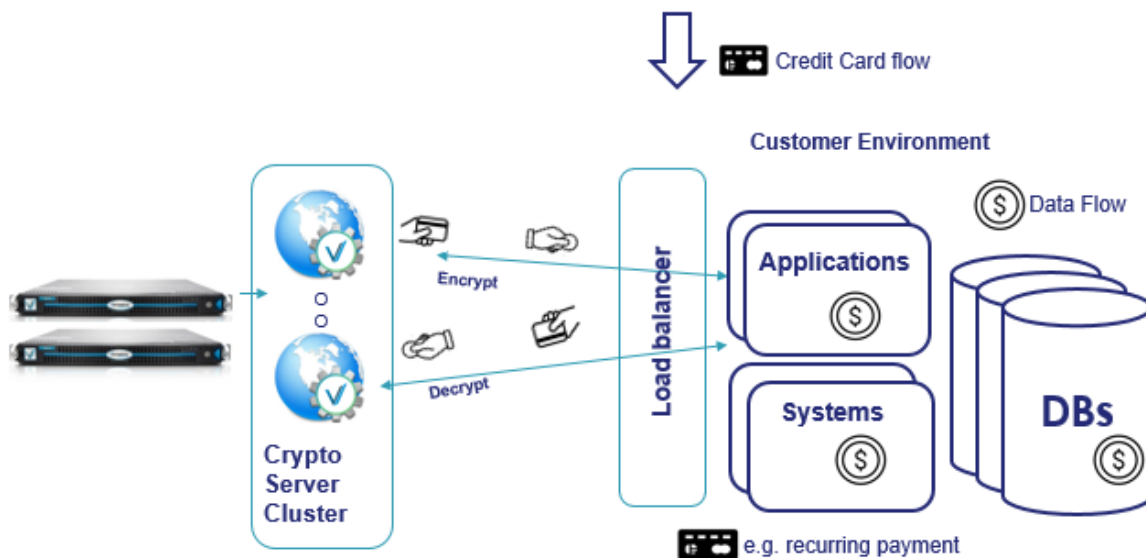 Credit Card flow
Customer Environment
Data Flow
Encrypt
Applications
Load balancer
Decrypt
Systems
DBs
Crypto
Server
Cluster
e.g. recurring payment